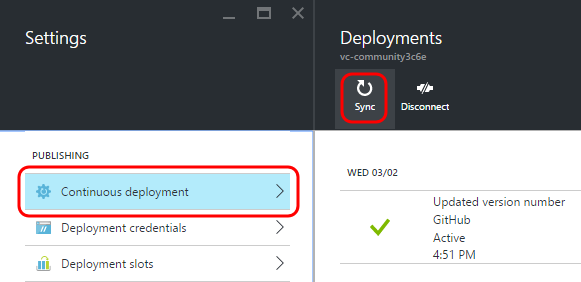 Settings
PUBLISHING
Continuous deployment
Deployment credentials
Deployment slots
Deployments
vc-community3c6e
Sync
Disconnect
WED 03/02
Updated version number
GitHub
Active
4:51 PM